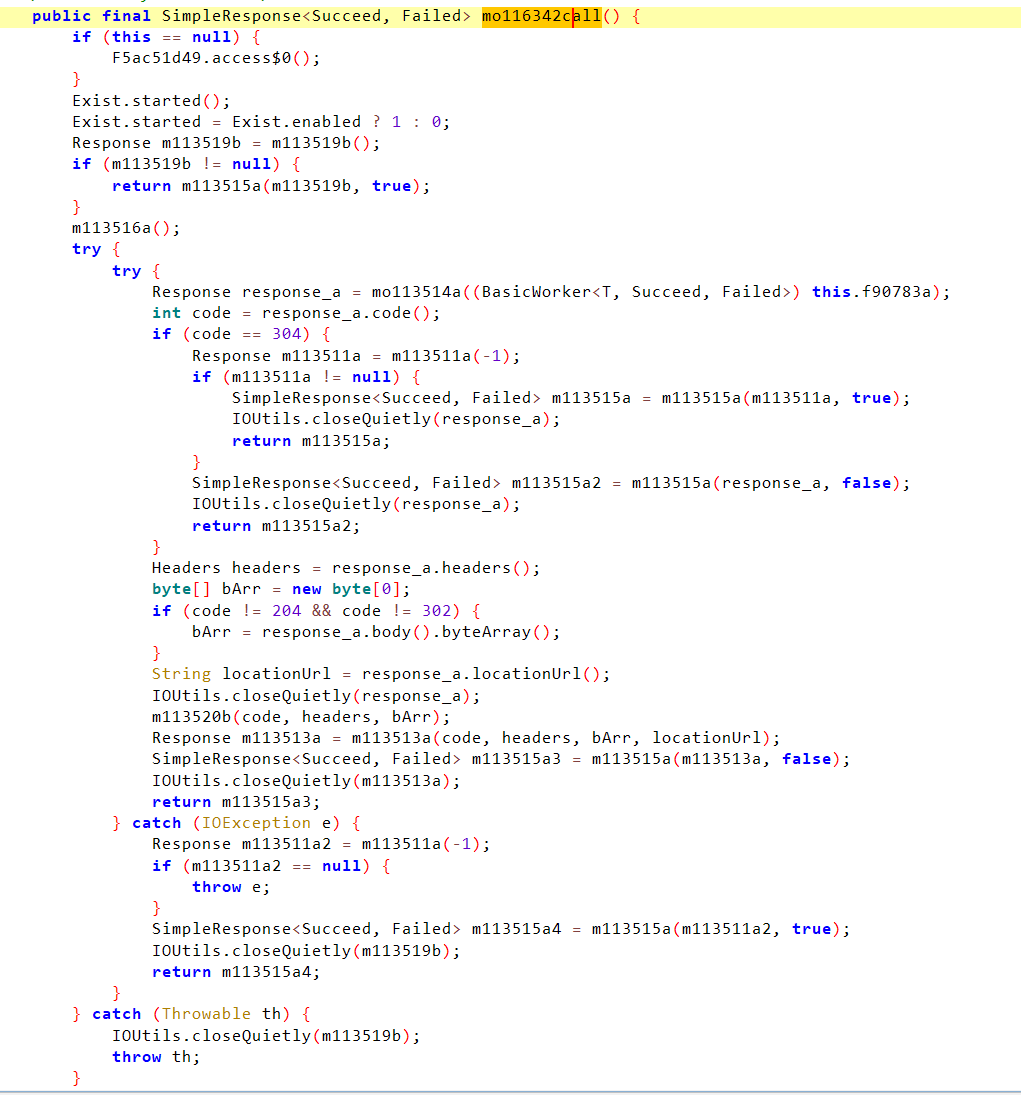 public final SimpleResponse<Succeed, Failed> mo116342call() {
if (this == null) {
F5ac51d49.access$0();
}
Exist.started();
Exist.started = Exist.enabled ? 1 : 0;
Response m113519b = m113519b();
if (m113519b != null) {
return m113515a(m113519b, true);
}
m113516a();
try {
try {
Response response_a = mo113514a((BasicWorker<T, Succeed, Failed>) this.f90783a);
int code = response_a.code();
if (code == 304) {
Response m113511a = m113511a(-1);
if (m113511a != null) {
SimpleResponse<Succeed, Failed> m113515a = m113515a(m113511a, true);
IOUtils.closeQuietly(response_a);
return m113515a;
}
SimpleResponse<Succeed, Failed> m113515a2 = m113515a(response_a, false);
IOUtils.closeQuietly(response_a);
return m113515a2;
}
Headers headers = response_a.headers();
byte[] bArr = new byte[0];
if (code != 204 && code != 302) {
bArr = response_a.body().byteArray();
}
String locationUrl = response_a.locationUrl();
IOUtils.closeQuietly(response_a);
m113520b(code, headers, bArr);
Response m113513a = m113513a(code, headers, bArr, locationUrl);
SimpleResponse<Succeed, Failed> m113515a3 = m113515a(m113513a, false);
IOUtils.closeQuietly(m113513a);
return m113515a3;
} catch (IOException e) {
Response m113511a2 = m113511a(-1);
if (m113511a2 == null) {
throw e;
}
SimpleResponse<Succeed, Failed> m113515a4 = m113515a(m113511a2, true);
IOUtils.closeQuietly(m113519b);
return m113515a4;
}
} catch (Throwable th) {
IOUtils.closeQuietly(m113519b);
throw th;
}